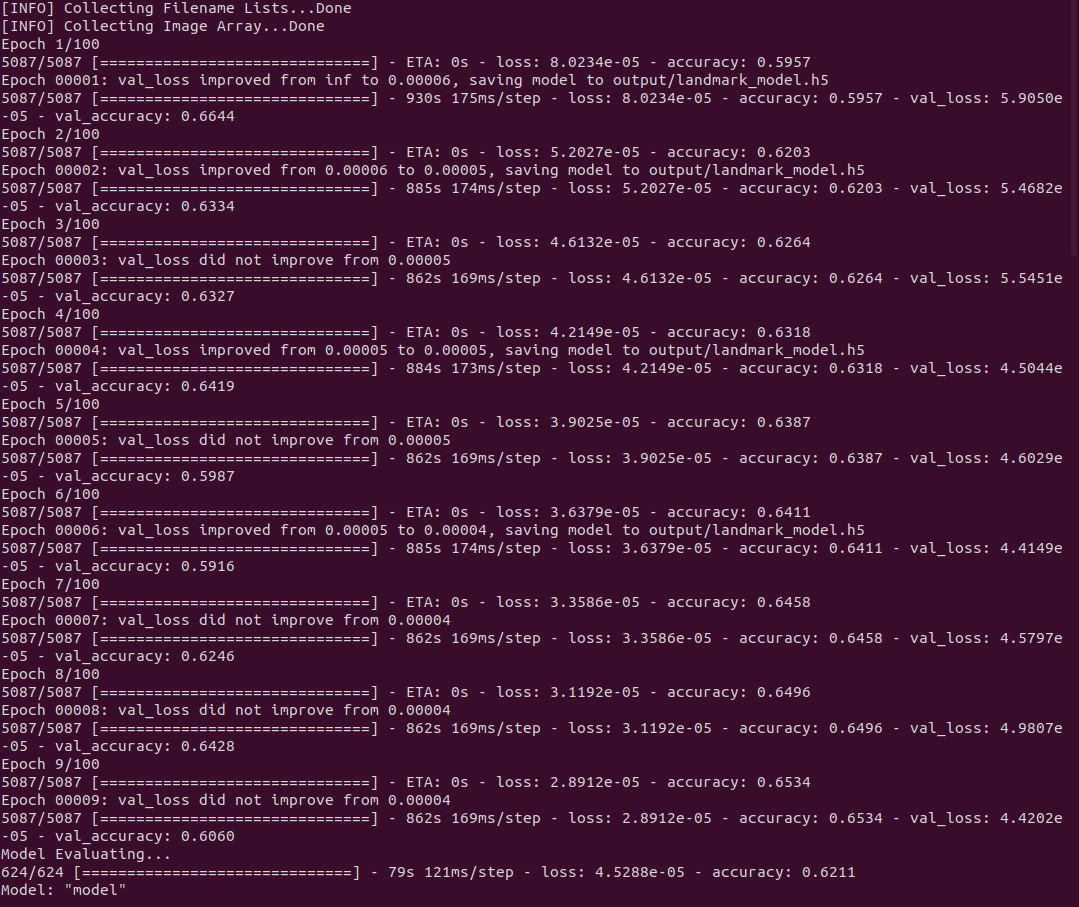 [INFO] Collecting Filename Lists...Done
[INFO] Collecting Image Array...Done
Epoch 1/100
5087/5087 [==============================] - ETA: 0s - loss: 8.0234e-05 - accuracy: 0.5957
Epoch 00001: val_loss improved from inf to 0.00006, saving model to output/landmark_model.h5
5087/5087 [==============================] - 930s 175ms/step - loss: 8.0234e-05 - accuracy: 0.5957 - val_loss: 5.9050e
-05 - val_accuracy: 0.6644
Epoch 2/100
5087/5087 [==============================] - ETA: 0s - loss: 5.2027e-05 - accuracy: 0.6203
Epoch 00002: val_loss improved from 0.00006 to 0.00005, saving model to output/landmark_model.h5
5087/5087 [==============================] - 885s 174ms/step - loss: 5.2027e-05 - accuracy: 0.6203 - val_loss: 5.4682e
-05 - val_accuracy: 0.6334
Epoch 3/100
5087/5087 [==============================] - ETA: 0s - loss: 4.6132e-05 - accuracy: 0.6264
Epoch 00003: val_loss did not improve from 0.00005
5087/5087 [==============================] - 862s 169ms/step - loss: 4.6132e-05 - accuracy: 0.6264 - val_loss: 5.5451e
-05 - val_accuracy: 0.6327
Epoch 4/100
5087/5087 [==============================] - ETA: 0s - loss: 4.2149e-05 - accuracy: 0.6318
Epoch 00004: val_loss improved from 0.00005 to 0.00005, saving model to output/landmark_model.h5
5087/5087 [==============================] - 884s 173ms/step - loss: 4.2149e-05 - accuracy: 0.6318 - val_loss: 4.5044e
-05 - val_accuracy: 0.6419
Epoch 5/100
5087/5087 [==============================] - ETA: 0s - loss: 3.9025e-05 - accuracy: 0.6387
Epoch 00005: val_loss did not improve from 0.00005
5087/5087 [==============================] - 862s 169ms/step - loss: 3.9025e-05 - accuracy: 0.6387 - val_loss: 4.6029e
-05 - val_accuracy: 0.5987
Epoch 6/100
5087/5087 [==============================] - ETA: 0s - loss: 3.6379e-05 - accuracy: 0.6411
Epoch 00006: val_loss improved from 0.00005 to 0.00004, saving model to output/landmark_model.h5
5087/5087 [==============================] - 885s 174ms/step - loss: 3.6379e-05 - accuracy: 0.6411 - val_loss: 4.4149e
-05 - val_accuracy: 0.5916
Epoch 7/100
5087/5087 [==============================] - ETA: 0s - loss: 3.3586e-05 - accuracy: 0.6458
Epoch 00007: val_loss did not improve from 0.00004
5087/5087 [==============================] - 862s 169ms/step - loss: 3.3586e-05 - accuracy: 0.6458 - val_loss: 4.5797e
-05 - val_accuracy: 0.6246
Epoch 8/100
5087/5087 [==============================] - ETA: 0s - loss: 3.1192e-05 - accuracy: 0.6496
Epoch 00008: val_loss did not improve from 0.00004
5087/5087 [==============================] - 862s 169ms/step - loss: 3.1192e-05 - accuracy: 0.6496 - val_loss: 4.9807e
-05 - val_accuracy: 0.6428
Epoch 9/100
5087/5087 [==============================] - ETA: 0s - loss: 2.8912e-05 - accuracy: 0.6534
Epoch 00009: val_loss did not improve from 0.00004
5087/5087 [==============================] - 862s 169ms/step - loss: 2.8912e-05 - accuracy: 0.6534 - val_loss: 4.4202e
-05 - val_accuracy: 0.6060
Model Evaluating...
624/624 [==============================] - 79s 121ms/step - loss: 4.5288e-05 - accuracy: 0.6211
Model: "model"